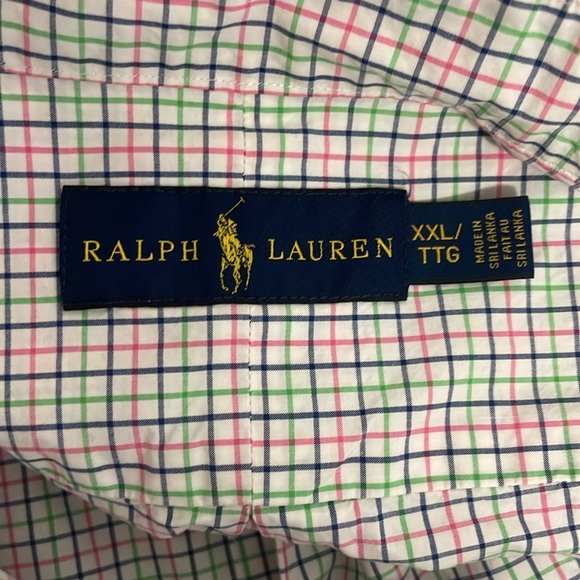 RALPH LAUREN
XXL/
TTG
MADE IN
SRI LANKA
FAIT AU
SRI LANKA